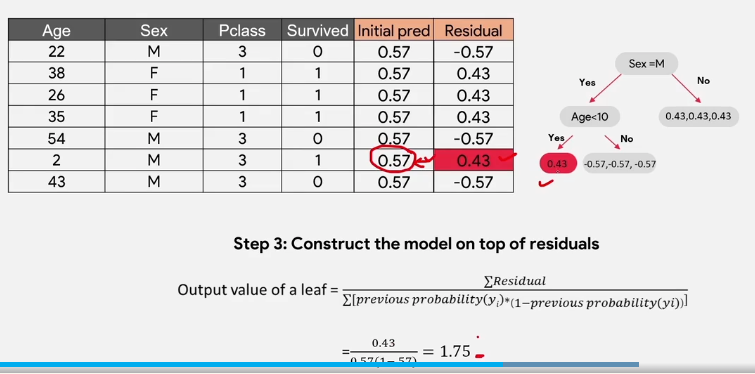 Age Sex Pclass Survived Initial pred Residual
22 M 3 0 0.57 -0.57
38 F 1 1 0.57 0.43
26 F 1 1 0.57 0.43
35 F 1 1 0.57 0.43
54 M 3 0 0.57 -0.57
2 M 3 1 0.57 0.43
43 M 3 0 0.57 -0.57
Sex =M
Yes No
Age<10 0.43,0.43,0.43
Yes No
0.43 -0.57,-0.57, -0.57
Step 3: Construct the model on top of residuals
Output value of a leaf = ∑Residual / ∑[previous probability(yᵢ)*(1−previous probability(yi))]
= 0.43 / 0.57(1−57) = 1.75